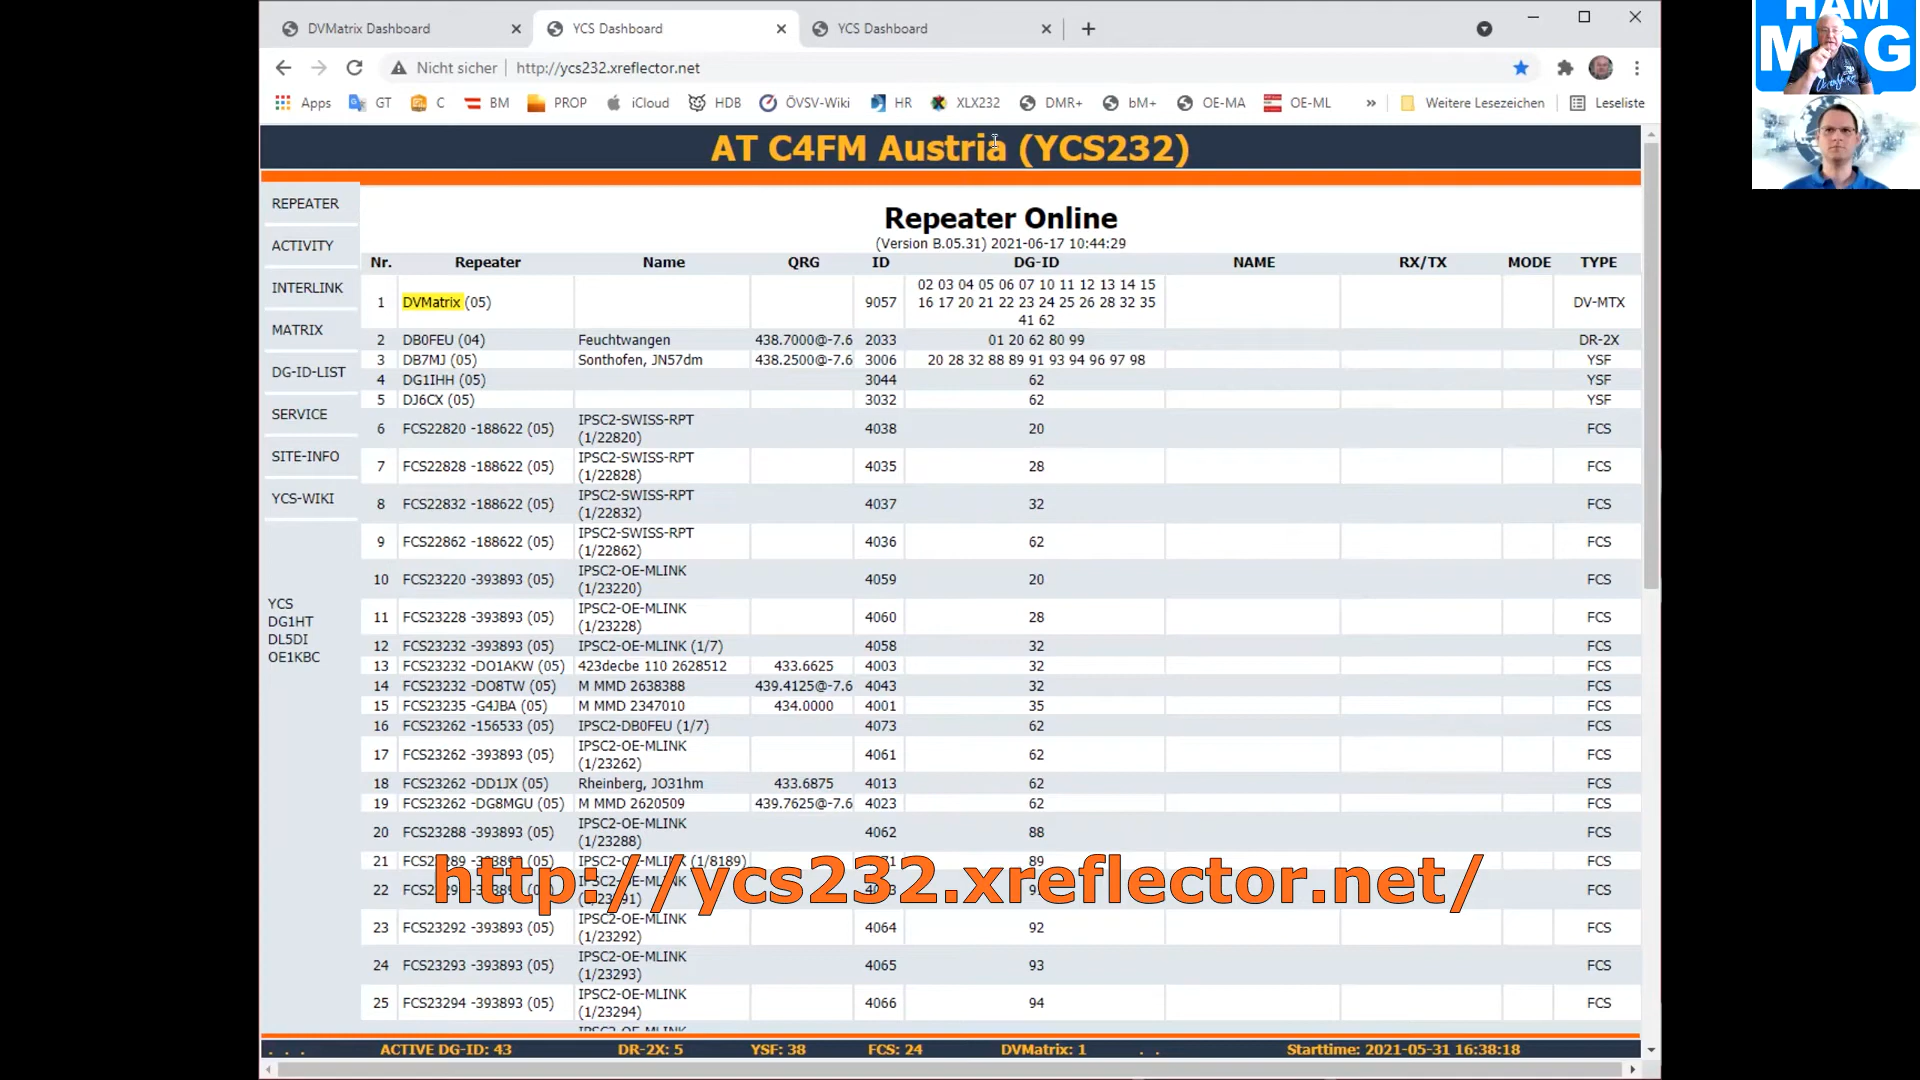 DVMatrix Dashboard
YCS Dashboard
YCS Dashboard
Nicht sicher http://ycs232.xreflector.net
Apps GT C BM PROP iCloud HDB ÖVSV-Wiki HR XLX232 DMR+ bM+ OE-MA OE-ML » Weitere Lesezeichen Leseliste
HAM
MSG
AT C4FM Austria (YCS232)
REPEATER
ACTIVITY
INTERLINK
MATRIX
DG-ID-LIST
SERVICE
SITE-INFO
YCS-WIKI
YCS
DG1HT
DL5DI
OE1KBC
Repeater Online
(Version B.05.31) 2021-06-17 10:44:29
Nr. Repeater Name QRG ID DG-ID NAME RX/TX MODE TYPE
1 DVMatrix (05) 9057 02 03 04 05 06 07 10 11 12 13 14 15 DV-MTX
16 17 20 21 22 23 24 25 26 28 32 35
41 62
2 DB0FEU (04) Feuchtwangen 438.7000@-7.6 2033 01 20 62 80 99 DR-2X
3 DB7MJ (05) Sonthofen, JN57dm 438.2500@-7.6 3006 20 28 32 88 89 91 93 94 96 97 98 YSF
4 DG1IHH (05) 3044 62 YSF
5 DJ6CX (05) 3032 62 YSF
6 FCS22820 -188622 (05) IPSC2-SWISS-RPT 4038 20 FCS
(1/22820)
7 FCS22828 -188622 (05) IPSC2-SWISS-RPT 4035 28 FCS
(1/22828)
8 FCS22832 -188622 (05) IPSC2-SWISS-RPT 4037 32 FCS
(1/22832)
9 FCS22862 -188622 (05) IPSC2-SWISS-RPT 4036 62 FCS
(1/22862)
10 FCS23220 -393893 (05) IPSC2-OE-MLINK 4059 20 FCS
(1/23220)
11 FCS23228 -393893 (05) IPSC2-OE-MLINK 4060 28 FCS
(1/23228)
12 FCS23232 -393893 (05) IPSC2-OE-MLINK (1/7) 4058 32 FCS
13 FCS23232 -DO1AKW (05) 423decbe 110 2628512 433.6625 4003 32 FCS
14 FCS23232 -DO8TW (05) M MMD 2638388 439.4125@-7.6 4043 32 FCS
15 FCS23235 -G4JBA (05) M MMD 2347010 434.0000 4001 35 FCS
16 FCS23262 -156533 (05) IPSC2-DB0FEU (1/7) 4073 62 FCS
17 FCS23262 -393893 (05) IPSC2-OE-MLINK 4061 62 FCS
(1/23262)
18 FCS23262 -DD1JX (05) Rheinberg, JO31hm 433.6875 4013 62 FCS
19 FCS23262 -DG8MGU (05) M MMD 2620509 439.7625@-7.6 4023 62 FCS
20 FCS23288 -393893 (05) IPSC2-OE-MLINK 4062 88 FCS
(1/23288)
21 (05) IPSC2-OE-MLINK (1/8189) 89 FCS
http://ycs232.xreflector.net/
22 (05) IPSC2-OE-MLINK FCS
23 FCS23292 -393893 (05) IPSC2-OE-MLINK 4064 92 FCS
(1/23292)
24 FCS23293 -393893 (05) IPSC2-OE-MLINK 4065 93 FCS
(1/23293)
25 FCS23294 -393893 (05) IPSC2-OE-MLINK 4066 94 FCS
(1/23294)
. . . ACTIVE DG-ID: 43 DR-2X: 5 YSF: 38 FCS: 24 DVMatrix: 1 . . Starttime: 2021-05-31 16:38:18